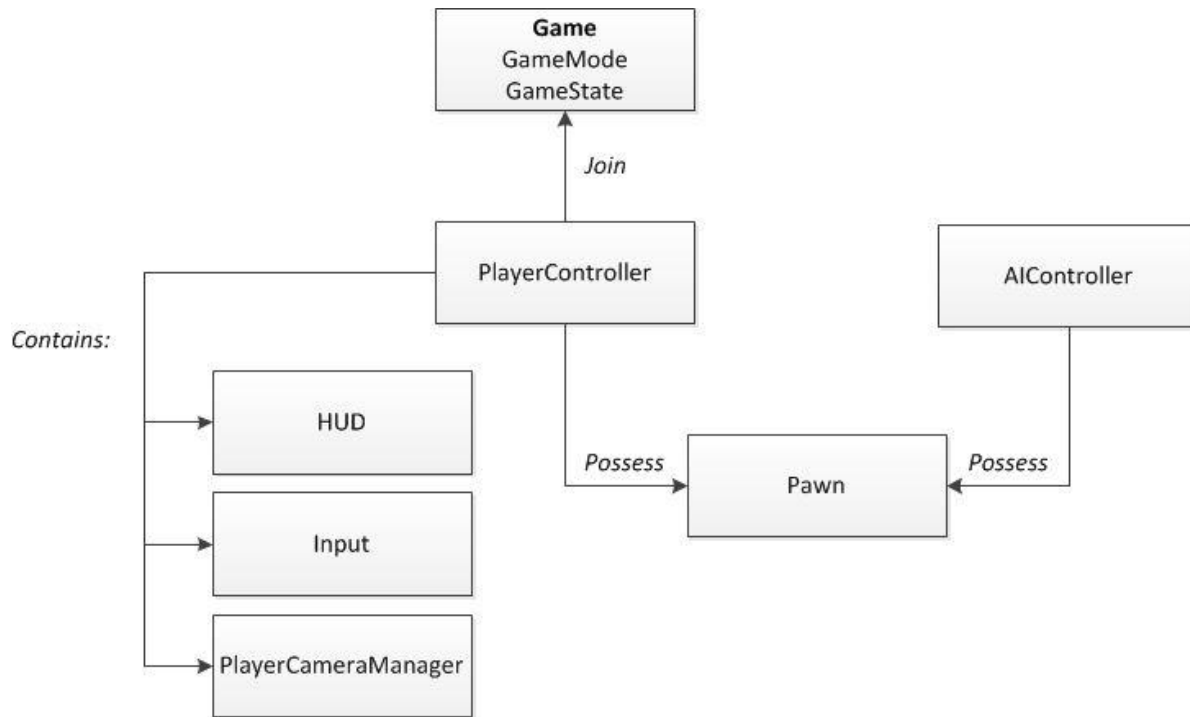 Game
GameMode
GameState
Join
PlayerController
AIController
Contains:
HUD
Possess
Possess
Pawn
Input
PlayerCameraManager